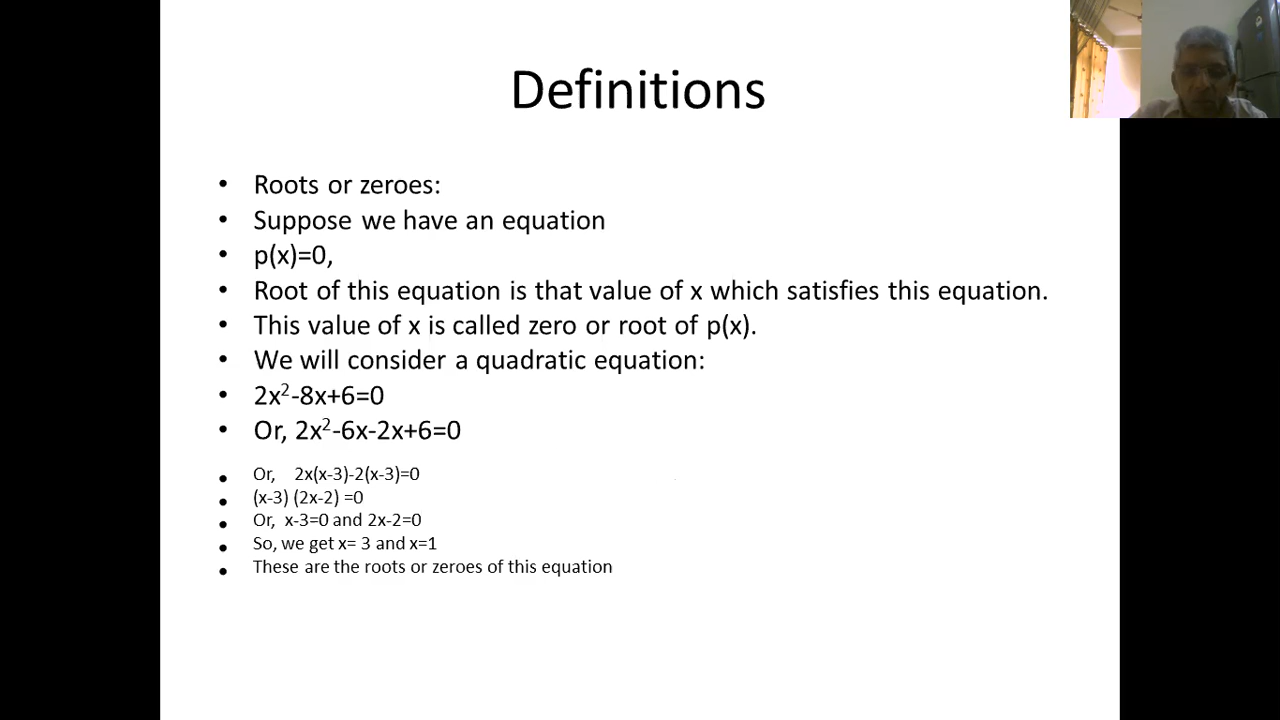 Definitions
• Roots or zeroes:
• Suppose we have an equation
• p(x)=0,
• Root of this equation is that value of x which satisfies this equation.
• This value of x is called zero or root of p(x).
• We will consider a quadratic equation:
• 2x²-8x+6=0
• Or, 2x²-6x-2x+6=0
• Or, 2x(x-3)-2(x-3)=0
• (x-3) (2x-2) =0
• Or, x-3=0 and 2x-2=0
• So, we get x= 3 and x=1
• These are the roots or zeroes of this equation